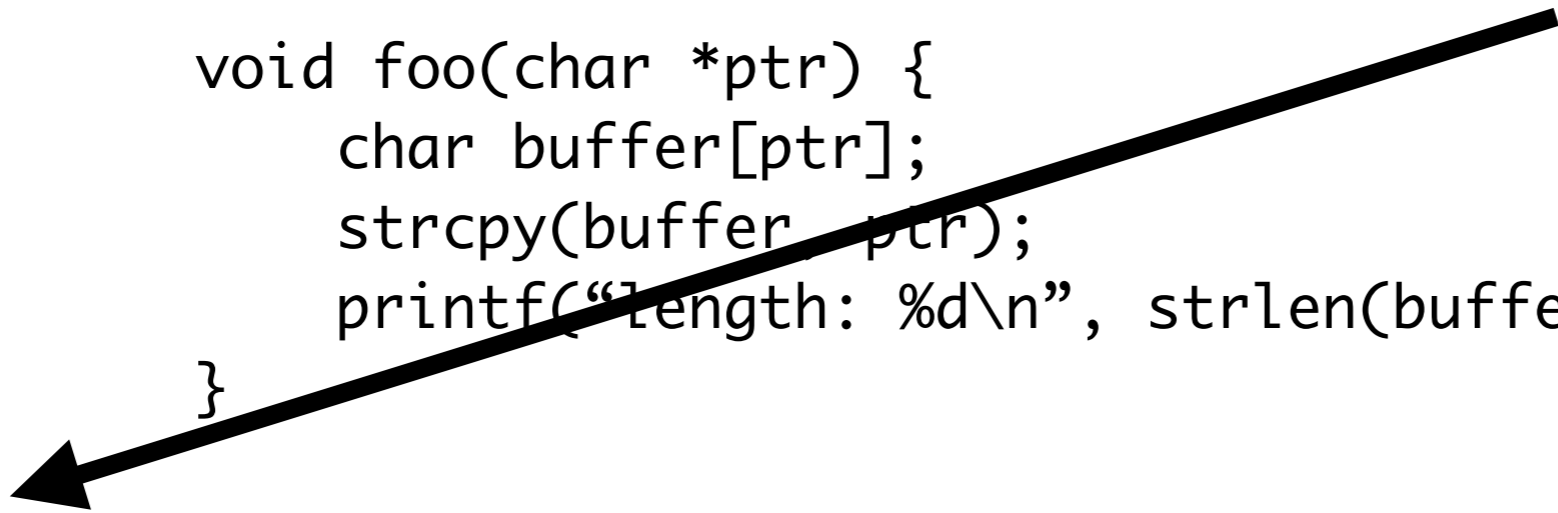 void foo(char *ptr) {
char buffer[ptr];
strcpy(buffer, ptr);
printf(“length: %d\n”, strlen(buffe
}